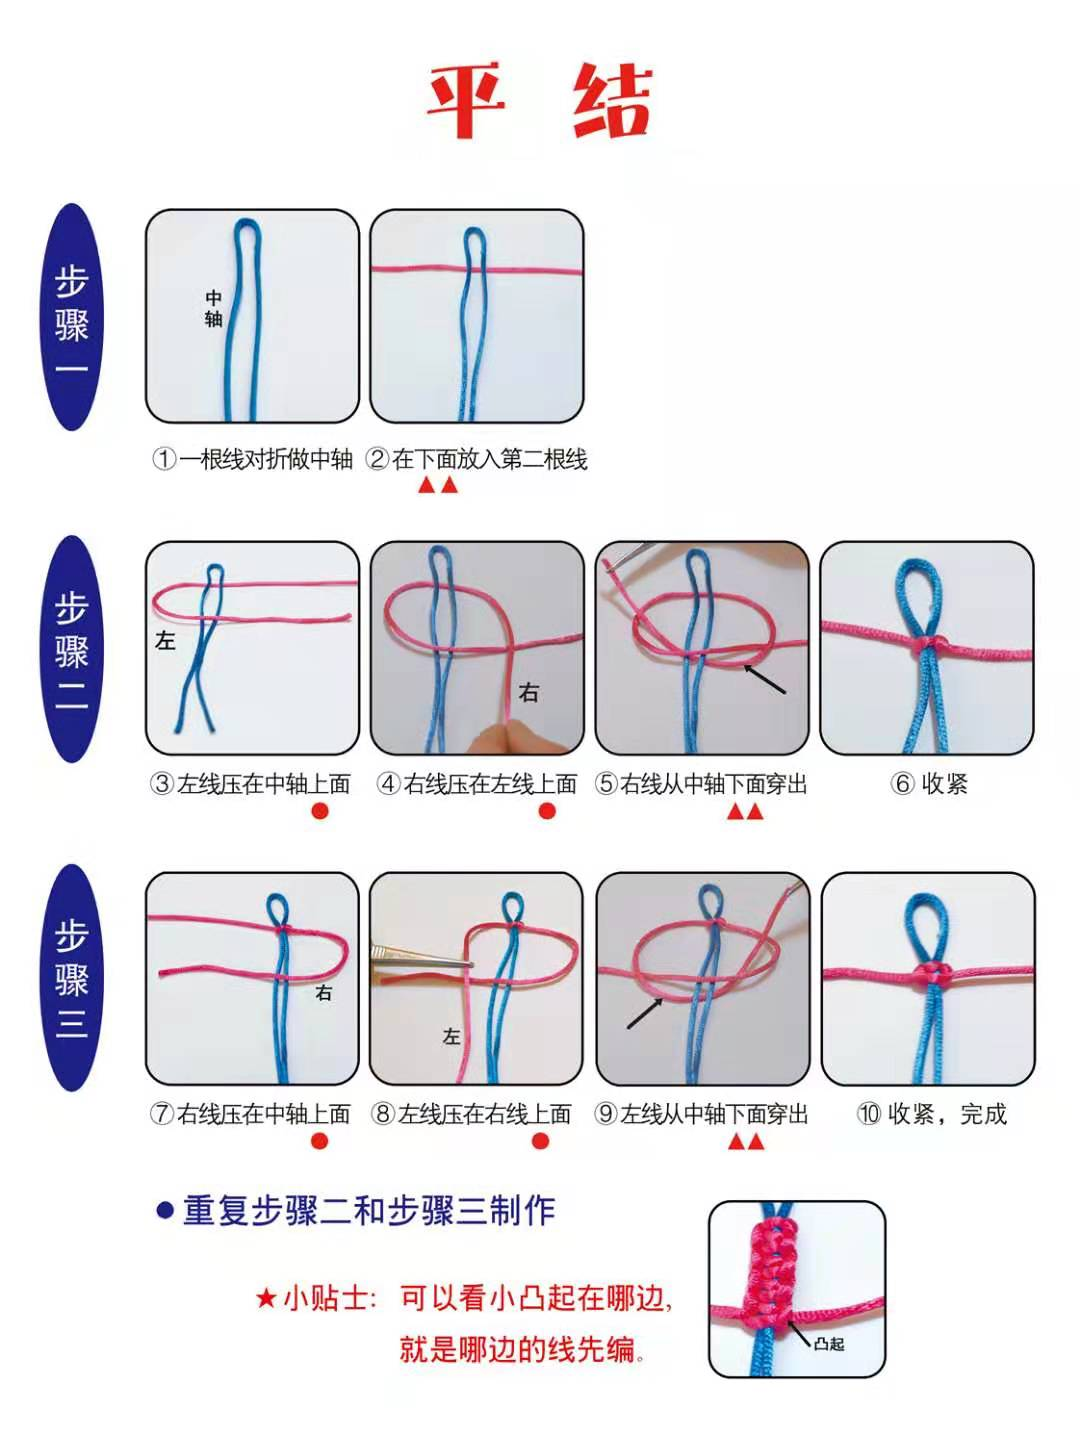 平 结
步骤一
中轴
①一根线对折做中轴 ②在下面放入第二根线
▲▲
步骤二
左
右
③左线压在中轴上面 ④右线压在左线上面 ⑤右线从中轴下面穿出 ⑥收紧
● ● ▲▲
步骤三
右
左
⑦右线压在中轴上面 ⑧左线压在右线上面 ⑨左线从中轴下面穿出 ⑩收紧，完成
● ● ▲▲
●重复步骤二和步骤三制作
★小贴士：可以看小凸起在哪边，
就是哪边的线先编。
凸起